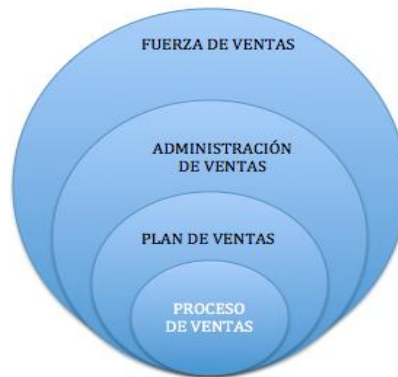 FUERZA DE VENTAS
ADMINISTRACIÓN
DE VENTAS
PLAN DE VENTAS
PROCESO
DE VENTAS